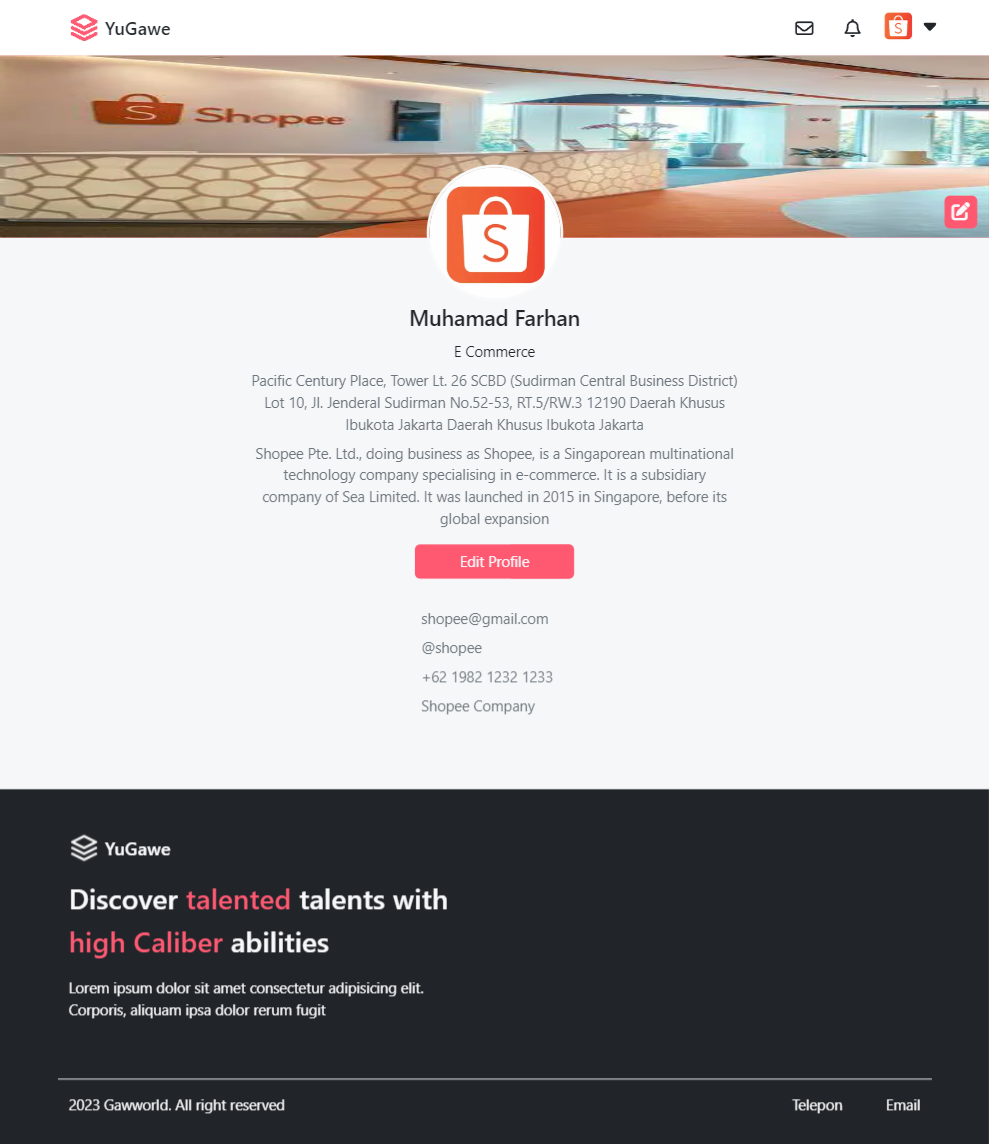 YuGawe
S
S
Shopee
S
Muhamad Farhan
E Commerce
Pacific Century Place, Tower Lt. 26 SCBD (Sudirman Central Business District)
Lot 10, Jl. Jenderal Sudirman No.52-53, RT.5/RW.3 12190 Daerah Khusus
Ibukota Jakarta Daerah Khusus Ibukota Jakarta
Shopee Pte. Ltd., doing business as Shopee, is a Singaporean multinational
technology company specialising in e-commerce. It is a subsidiary
company of Sea Limited. It was launched in 2015 in Singapore, before its
global expansion
Edit Profile
shopee@gmail.com
@shopee
+62 1982 1232 1233
Shopee Company
YuGawe
Discover talented talents with
high Caliber abilities
Lorem ipsum dolor sit amet consectetur adipisicing elit.
Corporis, aliquam ipsa dolor rerum fugit
2023 Gawworld. All right reserved
Telepon
Email